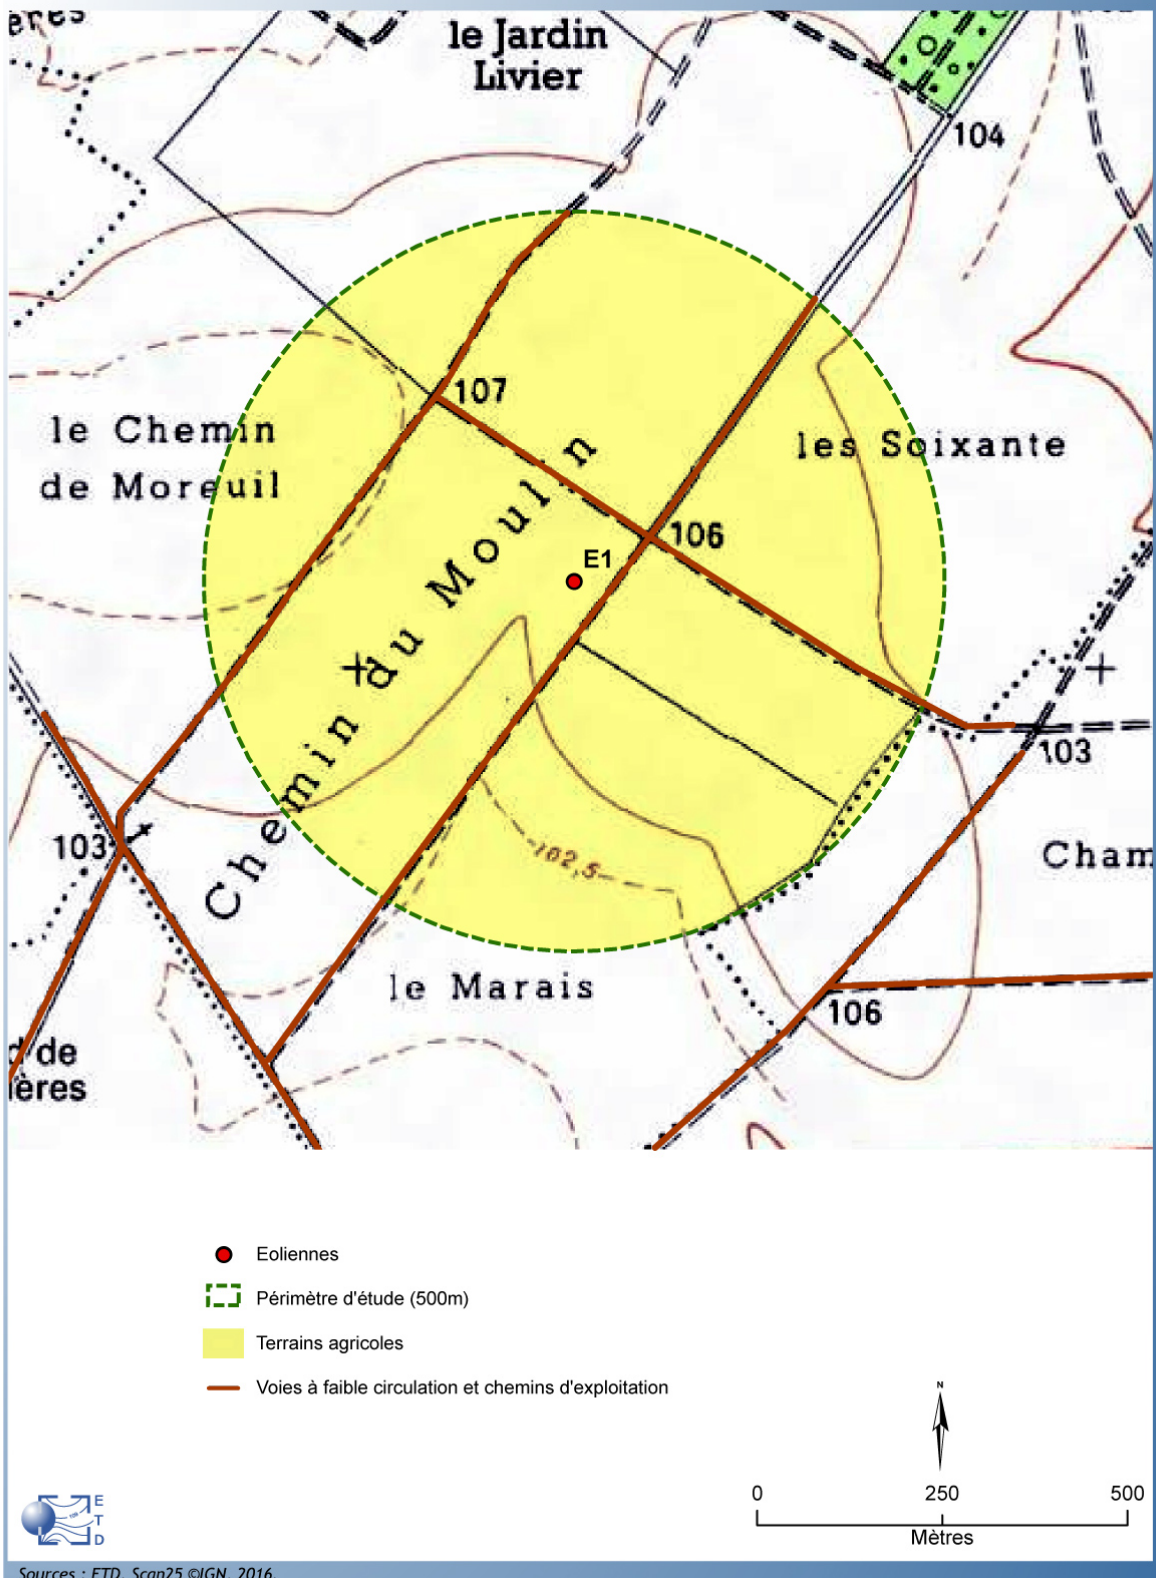 le Jardin
Livier
104
107
le Chemin
de Moreuil
les Soixante
106
E1
Chemin du Moulin
103
103
102,5
le Marais
106
d de
ières
Eoliennes
Périmètre d'étude (500m)
Terrains agricoles
Voies à faible circulation et chemins d'exploitation
N
0 250 500
Mètres
E
T
D
Sources : ETD, Scan25 ©IGN, 2016.